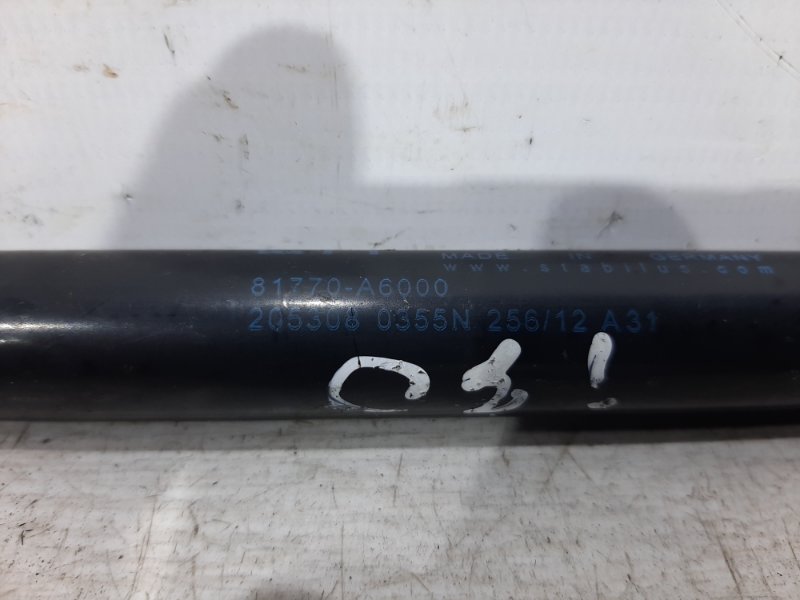 MADE IN GERMANY
www.stabilus.com
81770-A6000
205308 0355N 256/12 A31